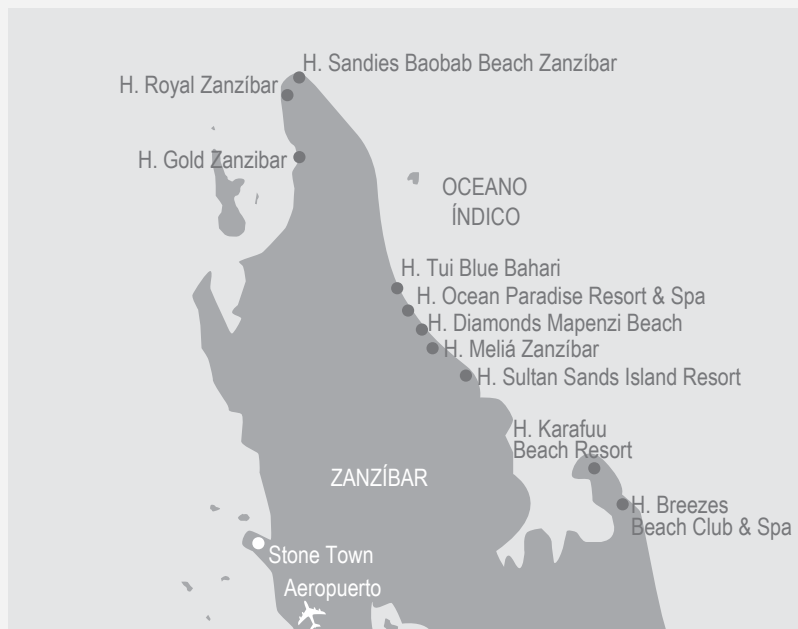 H. Sandies Baobab Beach Zanzíbar
H. Royal Zanzíbar
H. Gold Zanzibar
OCEANO
ÍNDICO
H. Tui Blue Bahari
H. Ocean Paradise Resort & Spa
H. Diamonds Mapenzi Beach
H. Meliá Zanzíbar
H. Sultan Sands Island Resort
H. Karafuu
Beach Resort
ZANZÍBAR
H. Breezes
Beach Club & Spa
Stone Town
Aeropuerto